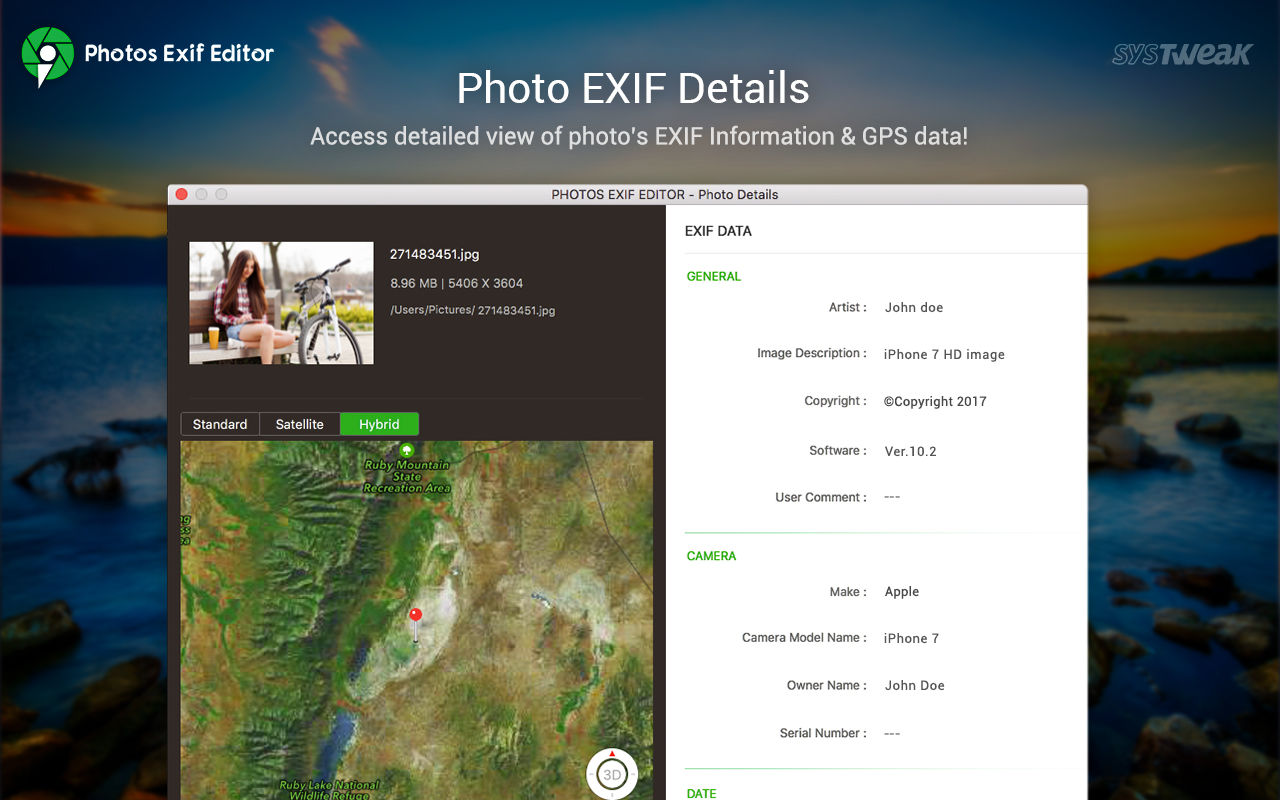 Photos Exif Editor
SYSTWEAK
Photo EXIF Details
Access detailed view of photo's EXIF Information & GPS data!
PHOTOS EXIF EDITOR - Photo Details
271483451.jpg
8.96 MB | 5406 X 3604
/Users/Pictures/ 271483451.jpg
Standard Satellite Hybrid
Ruby Mountain
State
Recreation Area
3D
Ruby Lake National
Wildlife Refuge
EXIF DATA
GENERAL
Artist : John doe
Image Description : iPhone 7 HD image
Copyright : ©Copyright 2017
Software : Ver.10.2
User Comment : ---
CAMERA
Make : Apple
Camera Model Name : iPhone 7
Owner Name : John Doe
Serial Number : ---
DATE